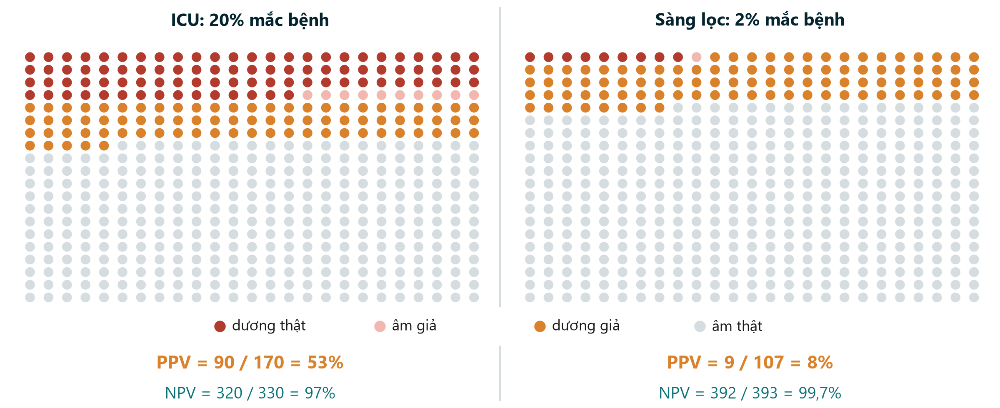 ICU: 20% mắc bệnh
Sàng lọc: 2% mắc bệnh
dương thật
âm giả
dương giả
âm thật
PPV = 90 / 170 = 53%
NPV = 320 / 330 = 97%
PPV = 9 / 107 = 8%
NPV = 392 / 393 = 99,7%